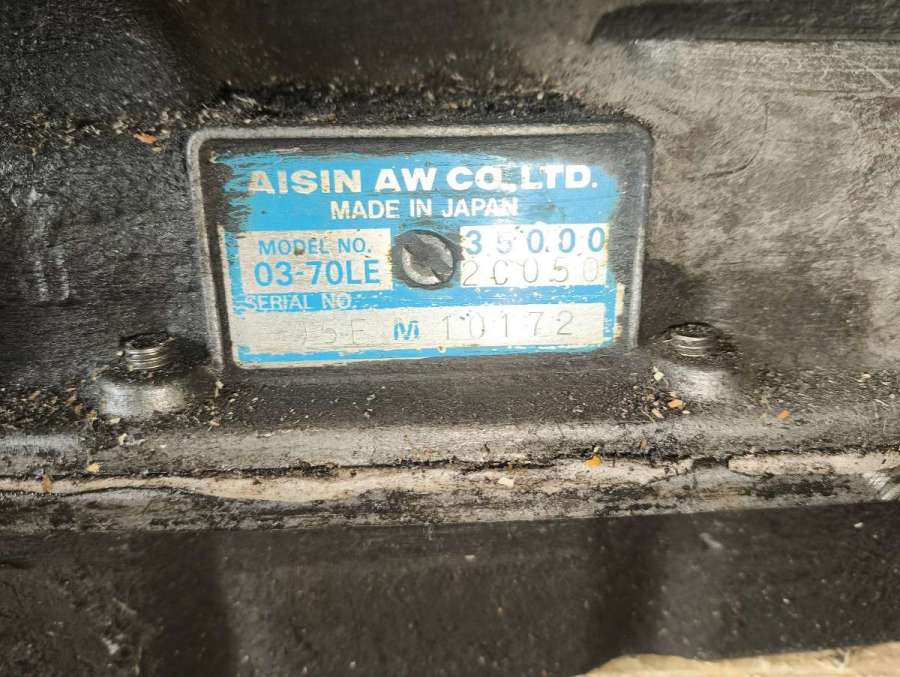 AISIN AW CO.,LTD.
MADE IN JAPAN
MODEL NO. 35000
03-70LE 2C050
SERIAL NO.
M 10172